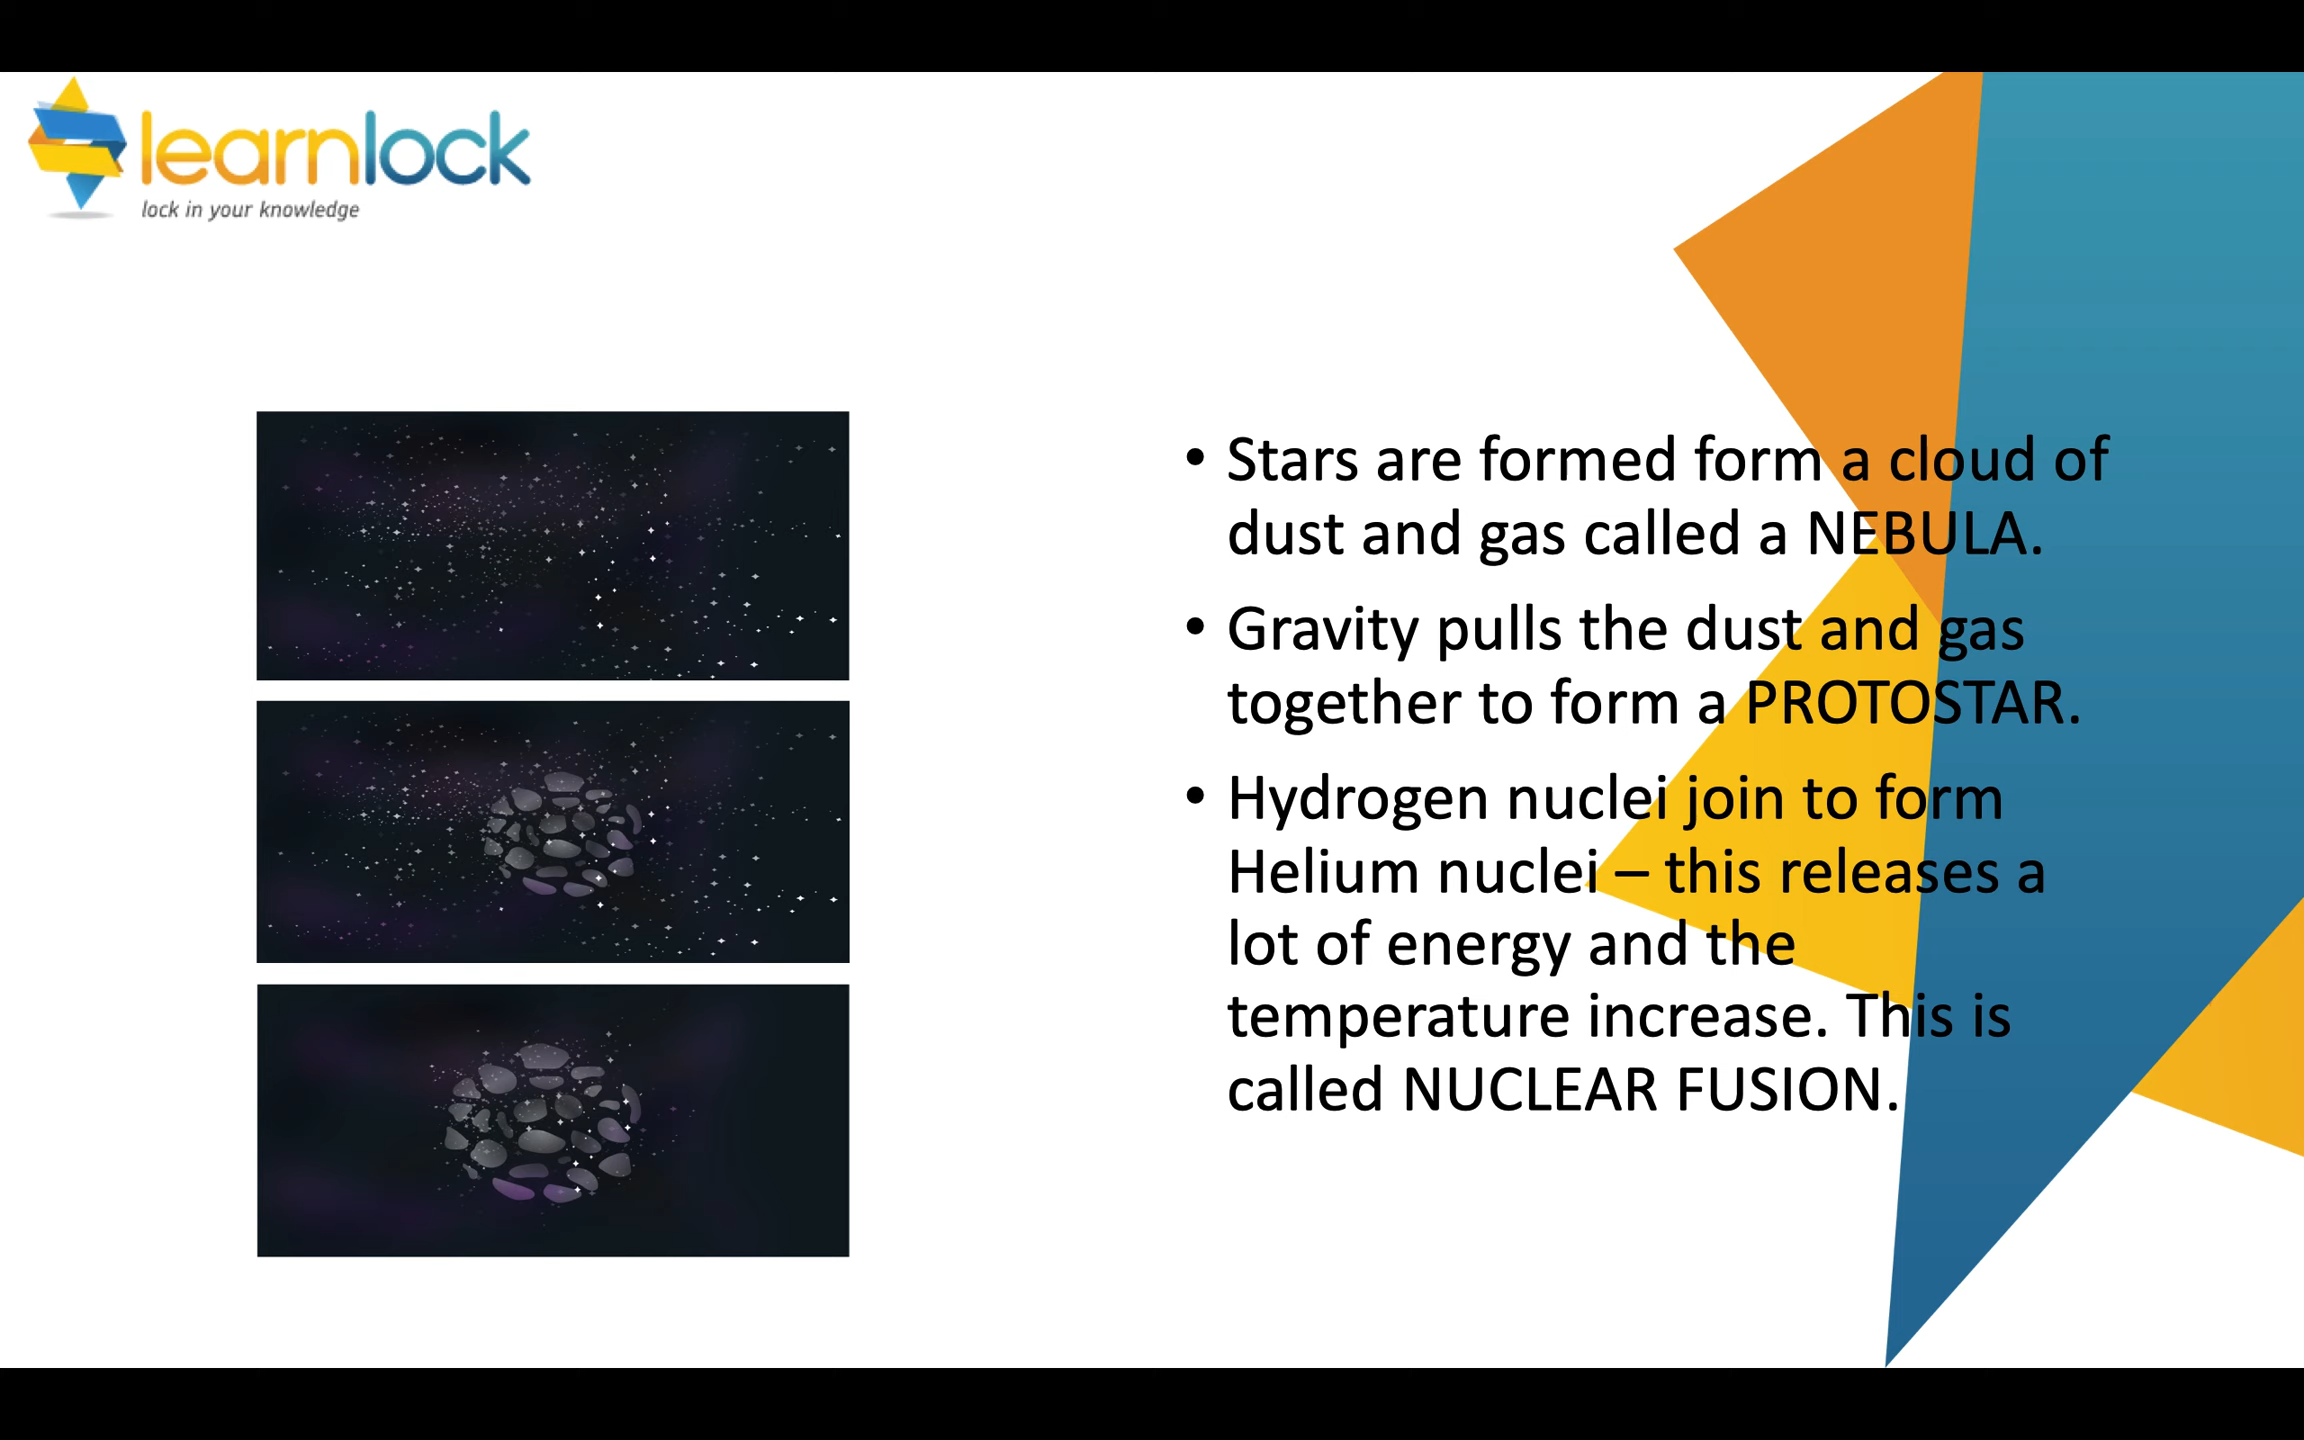 learnlock
lock in your knowledge
• Stars are formed form a cloud of
dust and gas called a NEBULA.
• Gravity pulls the dust and gas
together to form a PROTOSTAR.
• Hydrogen nuclei join to form
Helium nuclei – this releases a
lot of energy and the
temperature increase. This is
called NUCLEAR FUSION.